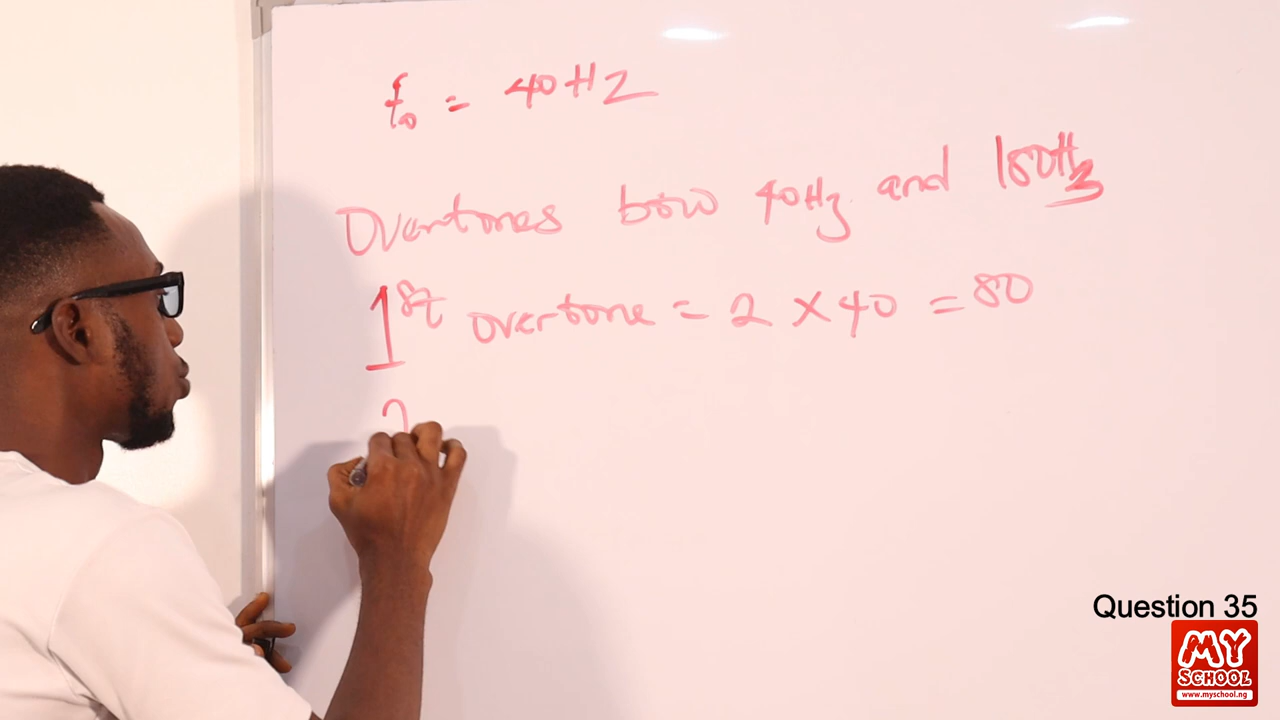 f₀ = 40Hz
Overtones btw 40Hz and 180Hz
1st overtone = 2 × 40 = 80
2
Question 35
MY
SCHOOL
www.myschool.ng